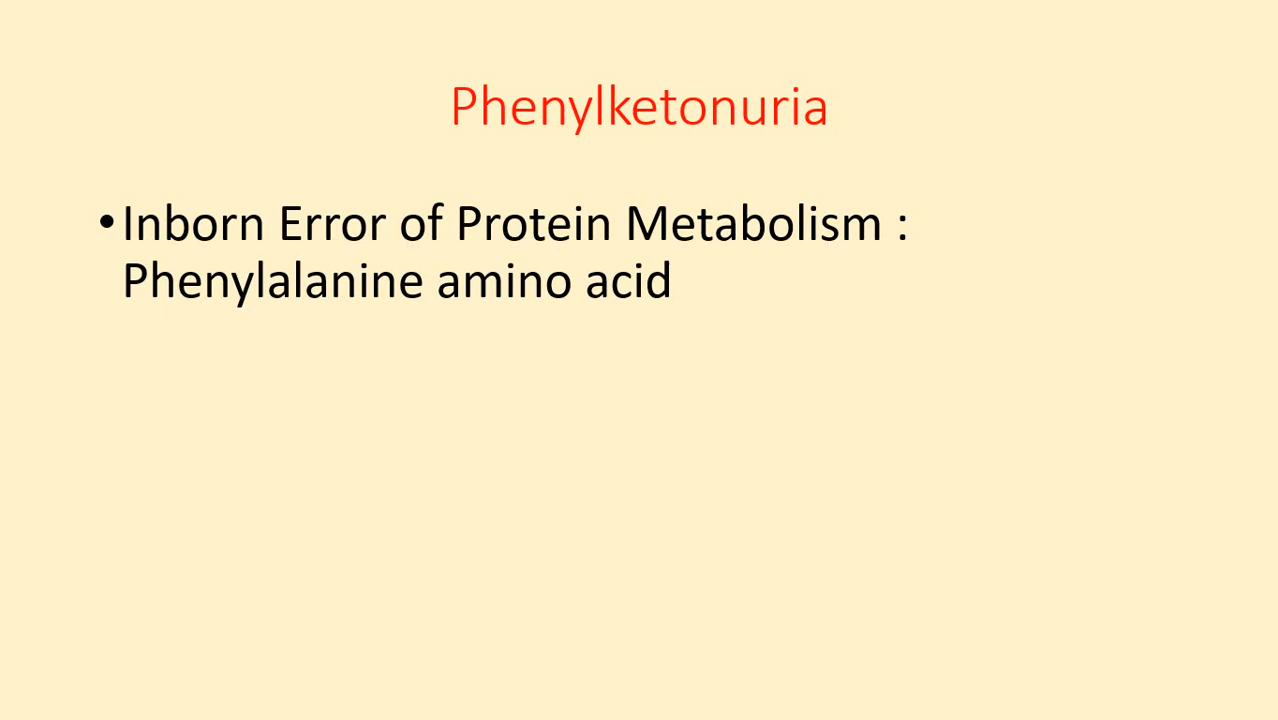 Phenylketonuria
•Inborn Error of Protein Metabolism :
Phenylalanine amino acid